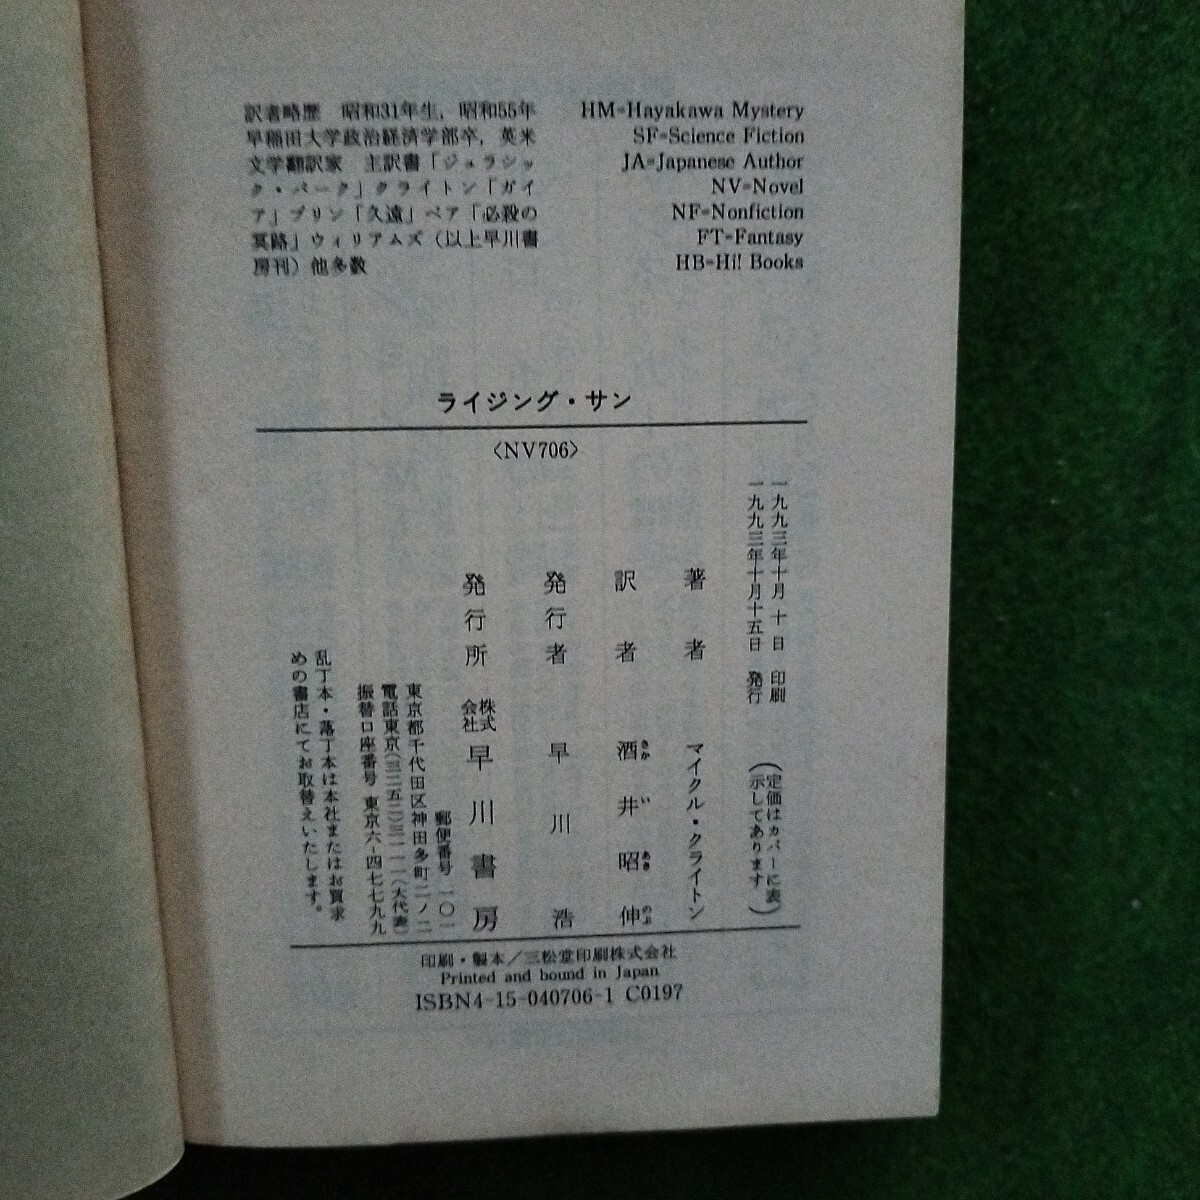 訳者略歴　昭和31年生，昭和55年
早稲田大学政治経済学部卒，英米
文学翻訳家　主訳書「ジュラシッ
ク・パーク」クライトン「ガイ
ア」ブリン「久遠」ベア「必殺の
冥路」ウィリアムズ（以上早川書
房刊）他多数
HM=Hayakawa Mystery
SF=Science Fiction
JA=Japanese Author
NV=Novel
NF=Nonfiction
FT=Fantasy
HB=Hi! Books
ライジング・サン
〈NV706〉
一九九三年十月　十日　印刷
一九九三年十月十五日　発行
（定価はカバーに表
示してあります）
著者　マイクル・クライトン
訳者　酒井昭伸
さか　い　あき　のぶ
発行者　早川　浩
発行所　株式会社　早川書房
郵便番号　一〇一
東京都千代田区神田多町二ノ二
電話東京（三二五二）三一一一（大代表）
振替口座番号　東京六-四七七九九
乱丁本・落丁本は本社またはお買求
めの書店にてお取替えいたします。
印刷・製本／三松堂印刷株式会社
Printed and bound in Japan
ISBN4-15-040706-1 C0197